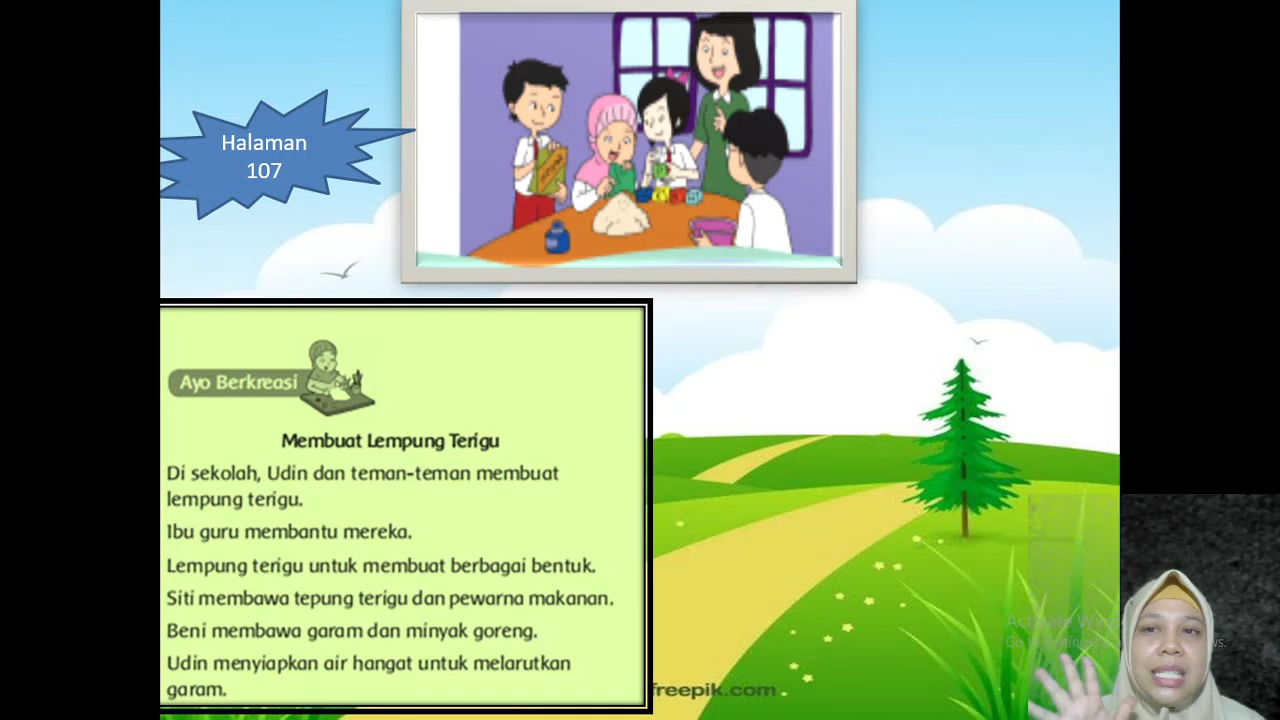 Halaman
107
Ayo Berkreasi
Membuat Lempung Terigu
Di sekolah, Udin dan teman-teman membuat
lempung terigu.
Ibu guru membantu mereka.
Lempung terigu untuk membuat berbagai bentuk.
Siti membawa tepung terigu dan pewarna makanan.
Beni membawa garam dan minyak goreng.
Udin menyiapkan air hangat untuk melarutkan
garam.
freepik.com
Activate
Go